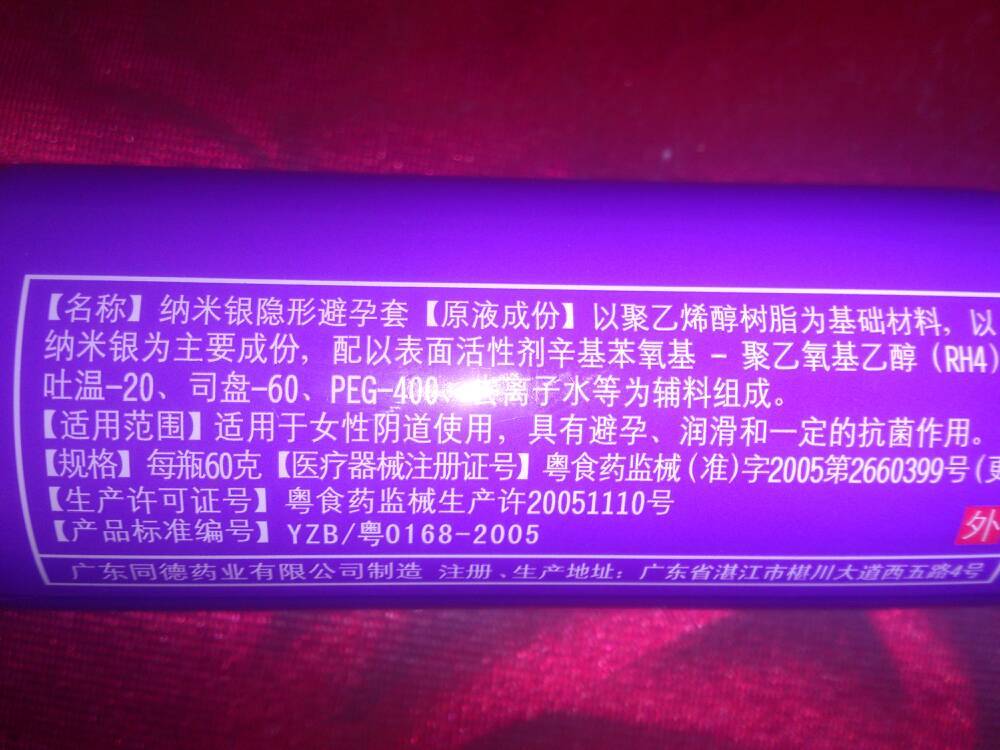 【名称】纳米银隐形避孕套【原液成份】以聚乙烯醇树脂为基础材料，以
纳米银为主要成份，配以表面活性剂辛基苯氧基－聚乙氧基乙醇（RH4）
吐温-20、司盘-60、PEG-400、去离子水等为辅料组成。
【适用范围】适用于女性阴道使用，具有避孕、润滑和一定的抗菌作用。
【规格】每瓶60克【医疗器械注册证号】粤食药监械(准)字2005第2660399号(更
【生产许可证号】粤食药监械生产许20051110号
【产品标准编号】YZB/粤0168-2005
外
广东同德药业有限公司制造 注册、生产地址：广东省湛江市椹川大道西五路4号